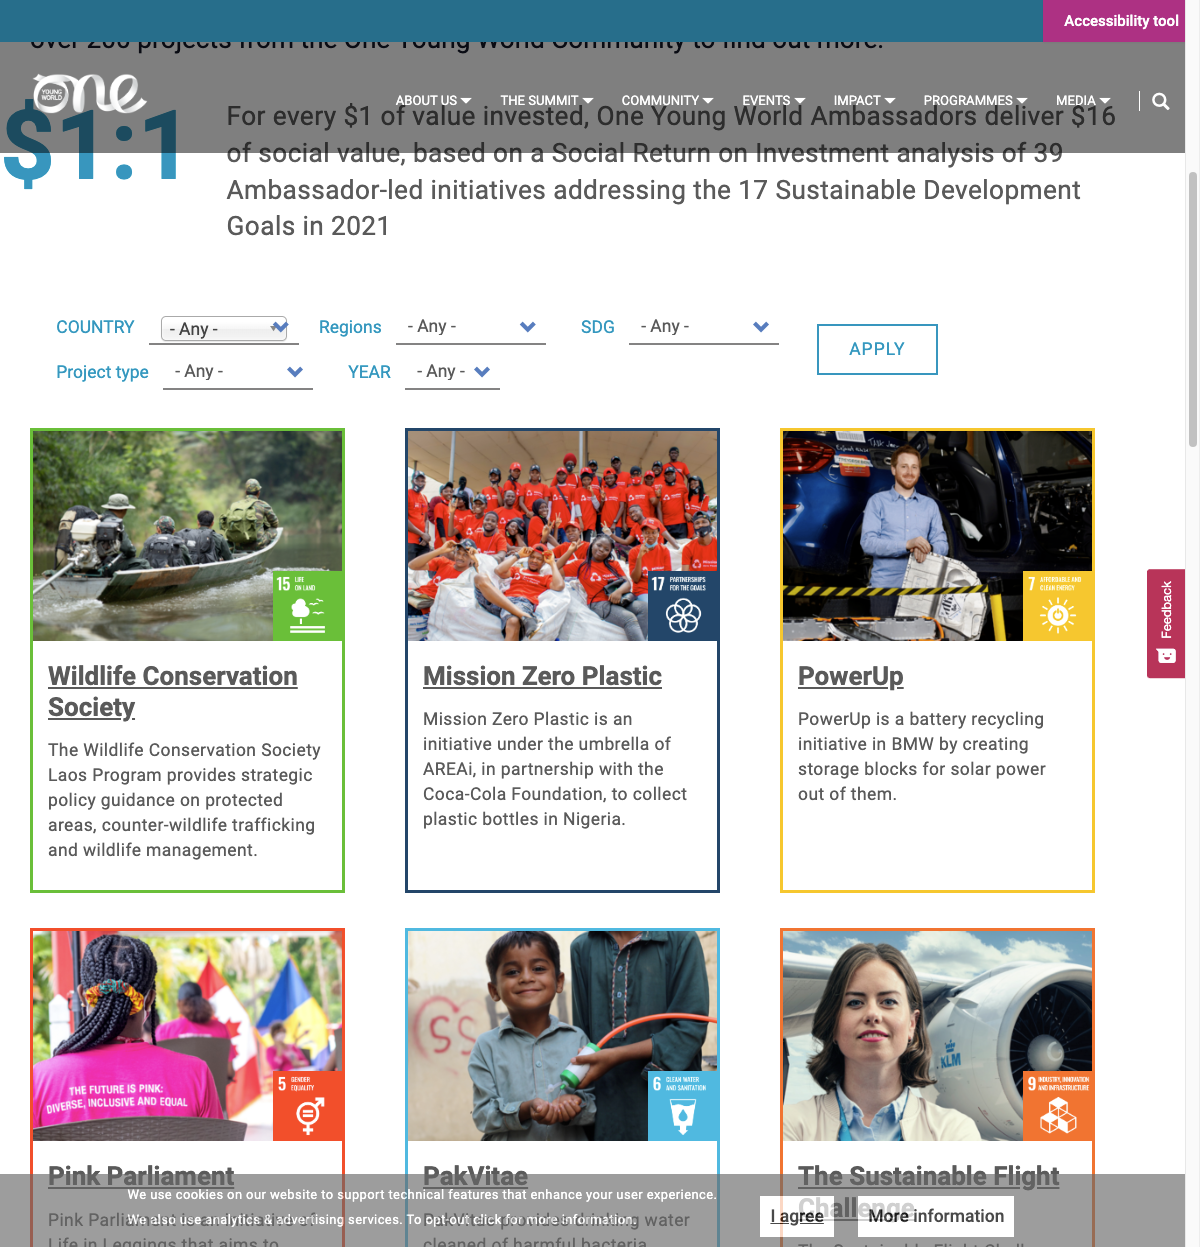 Accessibility tool
over 200 projects from the One Young World Community to find out more.
one
YOUNG
WORLD
ABOUT US
THE SUMMIT
COMMUNITY
EVENTS
IMPACT
PROGRAMMES
MEDIA
$1:1
For every $1 of value invested, One Young World Ambassadors deliver $16
of social value, based on a Social Return on Investment analysis of 39
Ambassador-led initiatives addressing the 17 Sustainable Development
Goals in 2021
COUNTRY - Any - Regions - Any - SDG - Any -
APPLY
Project type - Any - YEAR - Any -
15 LIFE
ON LAND
17 PARTNERSHIPS
FOR THE GOALS
7 AFFORDABLE AND
CLEAN ENERGY
Wildlife Conservation
Society
The Wildlife Conservation Society
Laos Program provides strategic
policy guidance on protected
areas, counter-wildlife trafficking
and wildlife management.
Mission Zero Plastic
Mission Zero Plastic is an
initiative under the umbrella of
AREAi, in partnership with the
Coca-Cola Foundation, to collect
plastic bottles in Nigeria.
PowerUp
PowerUp is a battery recycling
initiative in BMW by creating
storage blocks for solar power
out of them.
Feedback
THE FUTURE IS PINK:
DIVERSE, INCLUSIVE AND EQUAL
5 GENDER
EQUALITY
6 CLEAN WATER
AND SANITATION
KLM
9 INDUSTRY, INNOVATION
AND INFRASTRUCTURE
Pink Parliament
Pink Parliament is an initiative of
Life in Leggings that aims to
PakVitae
PakVitae provides drinking water
cleaned of harmful bacteria
The Sustainable Flight
Challenge
The Sustainable Flight Challenge
We use cookies on our website to support technical features that enhance your user experience.
We also use analytics & advertising services. To opt-out click for more information.
I agree
More information